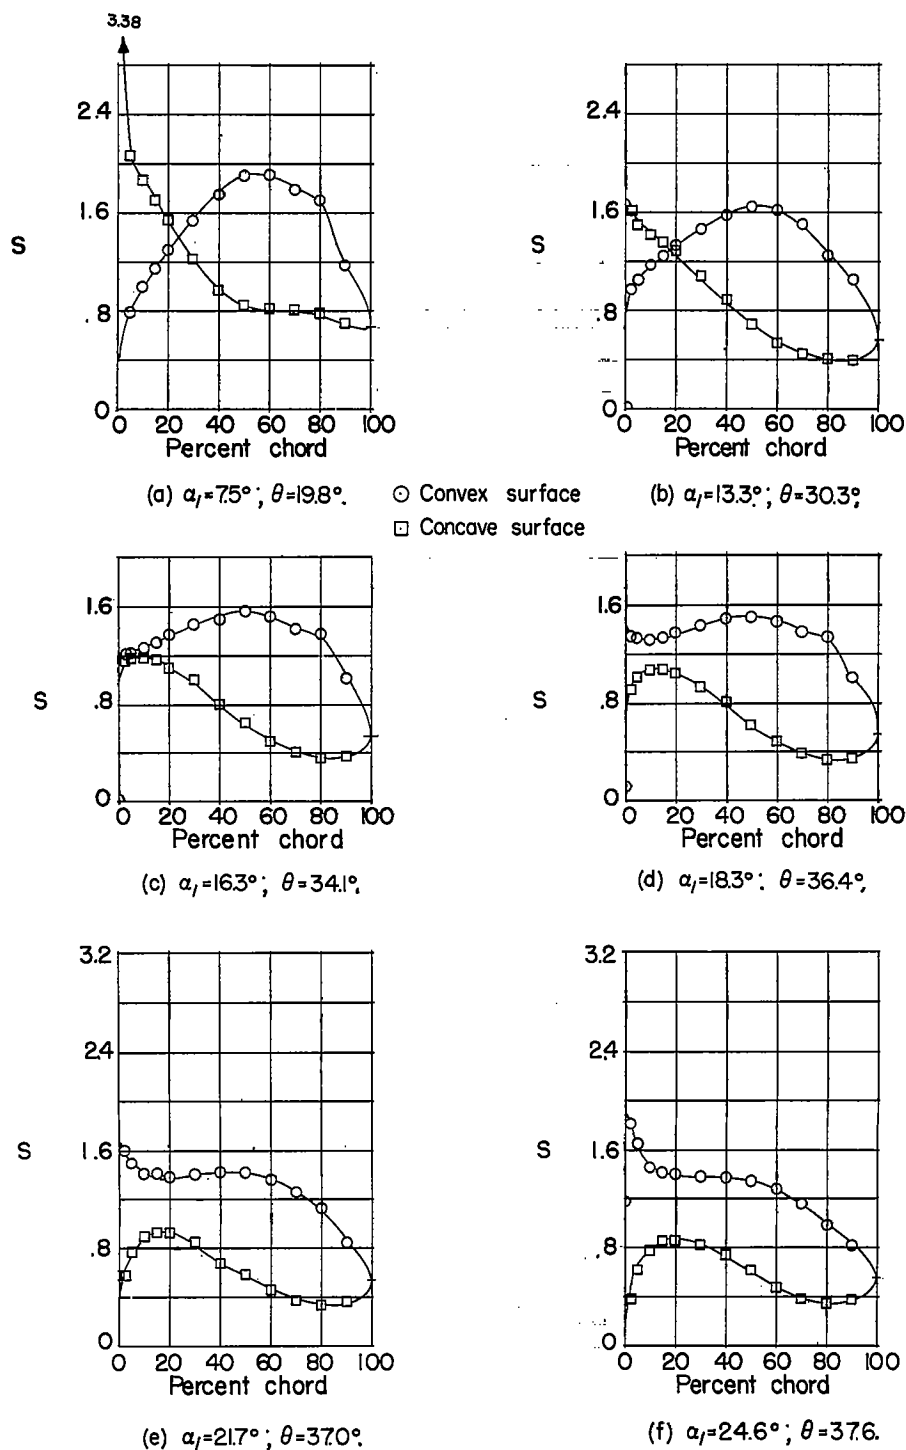 3.38
2.4
1.6
S
.8
0
0 20 40 60 80 100
Percent chord
(a) α₁=7.5°; θ=19.8°.
2.4
1.6
S
.8
0
0 20 40 60 80 100
Percent chord
(b) α₁=13.3°; θ=30.3°.
Convex surface
Concave surface
1.6
S
.8
0
0 20 40 60 80 100
Percent chord
(c) α₁=16.3°; θ=34.1°.
1.6
S
.8
0
0 20 40 60 80 100
Percent chord
(d) α₁=18.3°; θ=36.4°.
3.2
2.4
1.6
S
.8
0
0 20 40 60 80 100
Percent chord
(e) α₁=21.7°; θ=37.0°.
3.2
2.4
1.6
S
.8
0
0 20 40 60 80 100
Percent chord
(f) α₁=24.6°; θ=37.6.